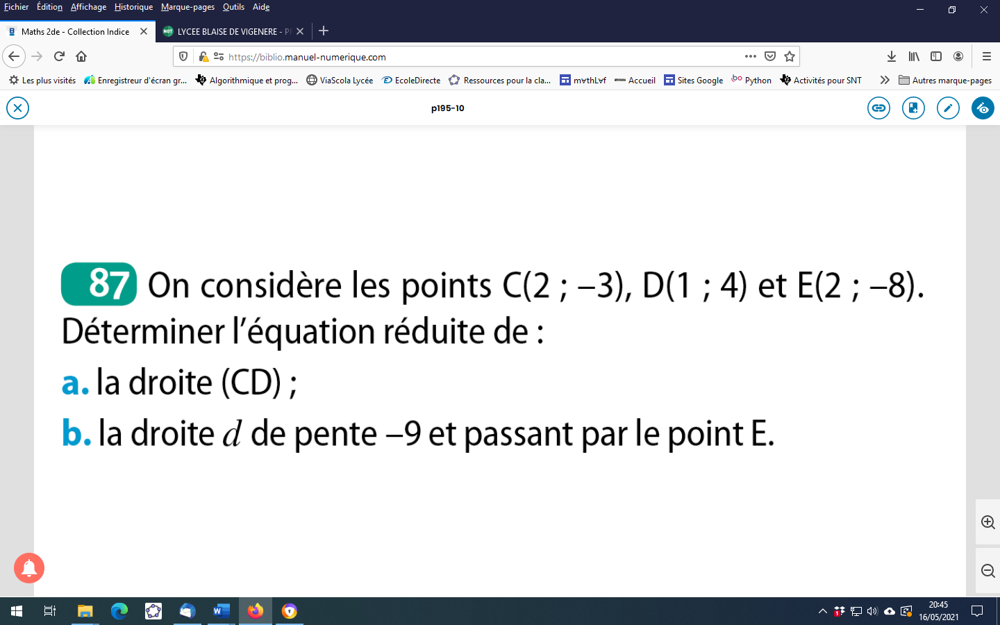 Fichier Édition Affichage Historique Marque-pages Outils Aide
Maths 2de - Collection Indice
LYCEE BLAISE DE VIGENERE - P
https://biblio.manuel-numerique.com
Les plus visités Enregistreur d'écran gr... Algorithmique et prog... ViaScola Lycée EcoleDirecte Ressources pour la cla... m∀thL∀f Accueil Sites Google Python Activités pour SNT Autres marque-pages
p195-10
87 On considère les points C(2 ; –3), D(1 ; 4) et E(2 ; –8).
Déterminer l'équation réduite de :
a. la droite (CD) ;
b. la droite d de pente –9 et passant par le point E.
20:45
16/05/2021